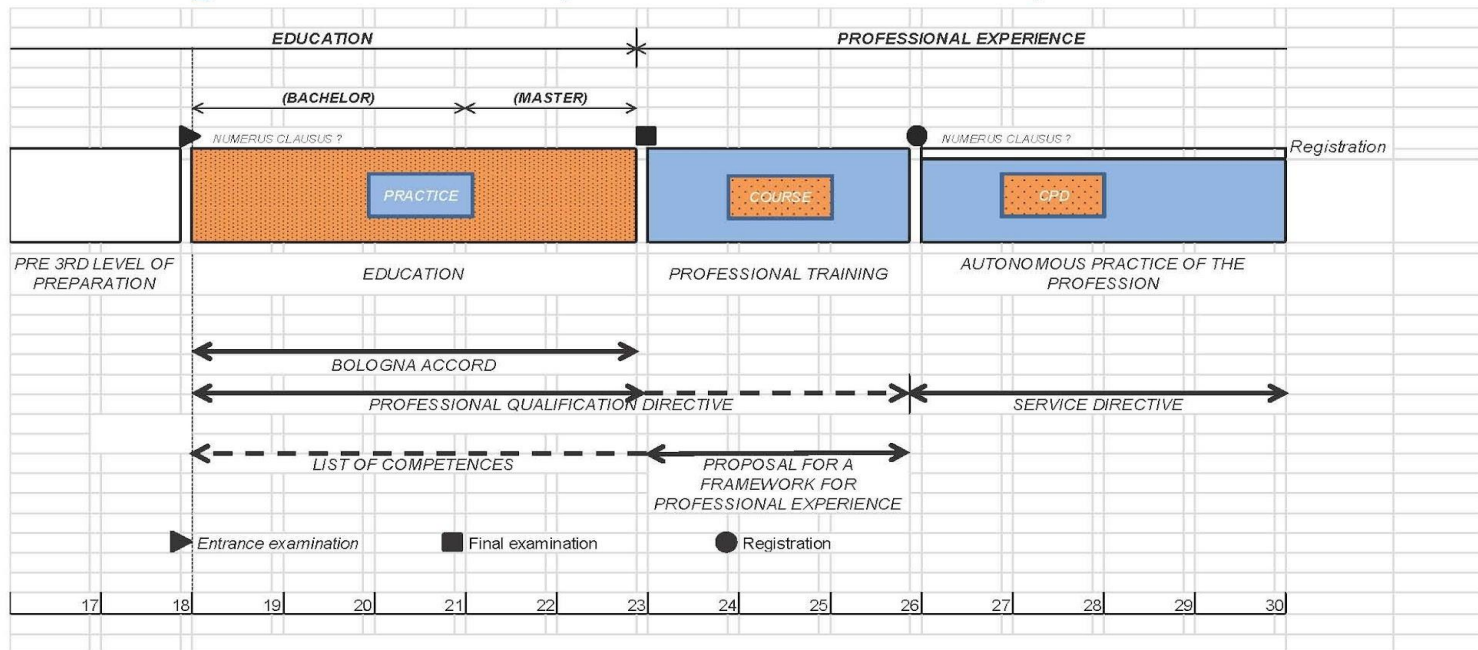 EDUCATION
PROFESSIONAL EXPERIENCE
(BACHELOR)
(MASTER)
NUMERUS CLAUSUS ?
NUMERUS CLAUSUS ?
Registration
PRACTICE
COURSE
CPD
PRE 3RD LEVEL OF
PREPARATION
EDUCATION
PROFESSIONAL TRAINING
AUTONOMOUS PRACTICE OF THE
PROFESSION
BOLOGNA ACCORD
PROFESSIONAL QUALIFICATION DIRECTIVE
SERVICE DIRECTIVE
LIST OF COMPETENCES
PROPOSAL FOR A
FRAMEWORK FOR
PROFESSIONAL EXPERIENCE
Entrance examination
Final examination
Registration
17 18 19 20 21 22 23 24 25 26 27 28 29 30